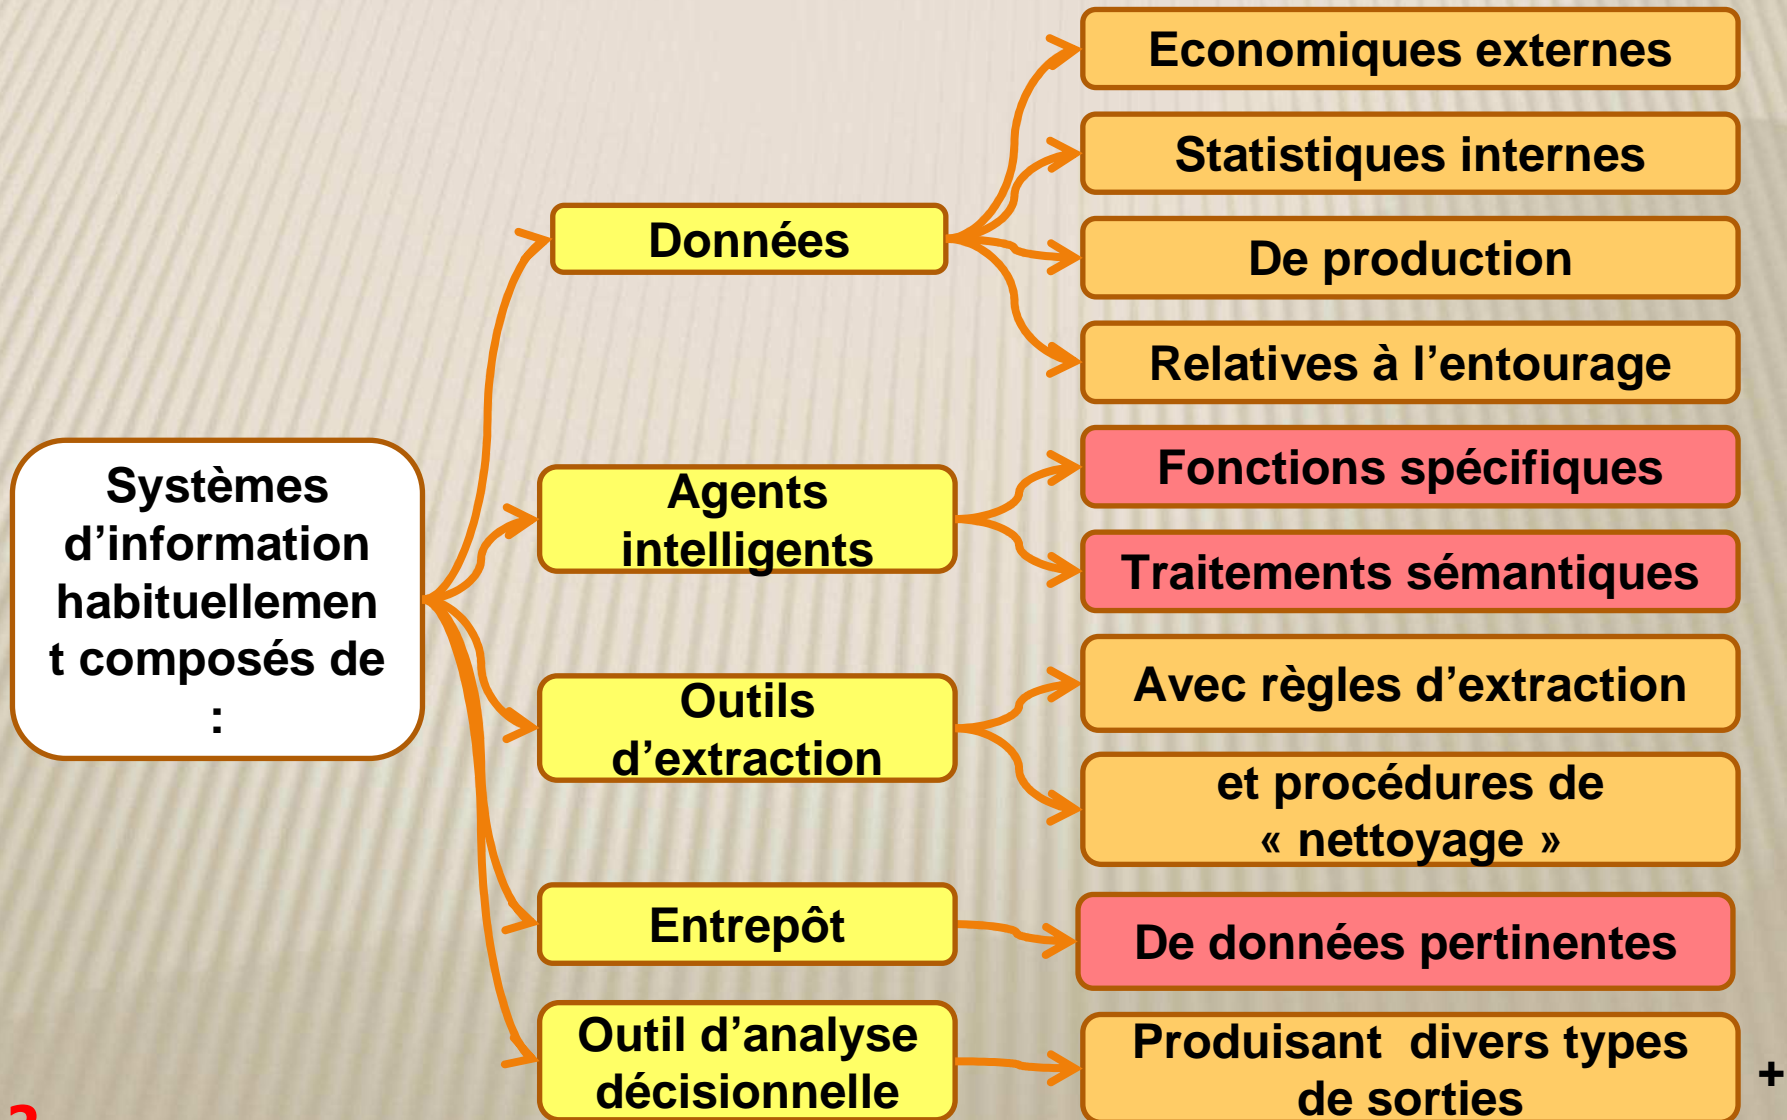 Systèmes
d’information
habituellemen
t composés de
:
Données
Economiques externes
Statistiques internes
De production
Relatives à l’entourage
Agents
intelligents
Fonctions spécifiques
Traitements sémantiques
Outils
d’extraction
Avec règles d’extraction
et procédures de
« nettoyage »
Entrepôt
De données pertinentes
Outil d’analyse
décisionnelle
Produisant divers types
de sorties
+